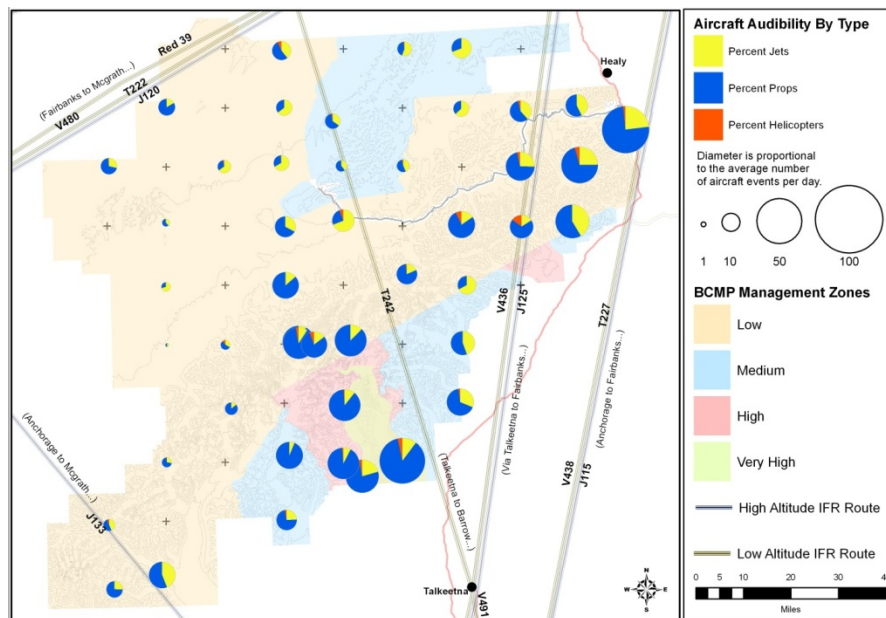 Red 39
(Fairbanks to Mcgrath...)
T222
V480
J120
Healy
T242
V436
J125
T227
(Via Talkeetna to Fairbanks...)
(Anchorage to Fairbanks...)
(Anchorage to Mcgrath...)
J133
(Talkeetna to Barrow...)
V438
J115
Talkeetna
V491
N
W E
S
Aircraft Audibility By Type
Percent Jets
Percent Props
Percent Helicopters
Diameter is proportional
to the average number
of aircraft events per day.
1 10 50 100
BCMP Management Zones
Low
Medium
High
Very High
High Altitude IFR Route
Low Altitude IFR Route
0 5 10 20 30 40
Miles